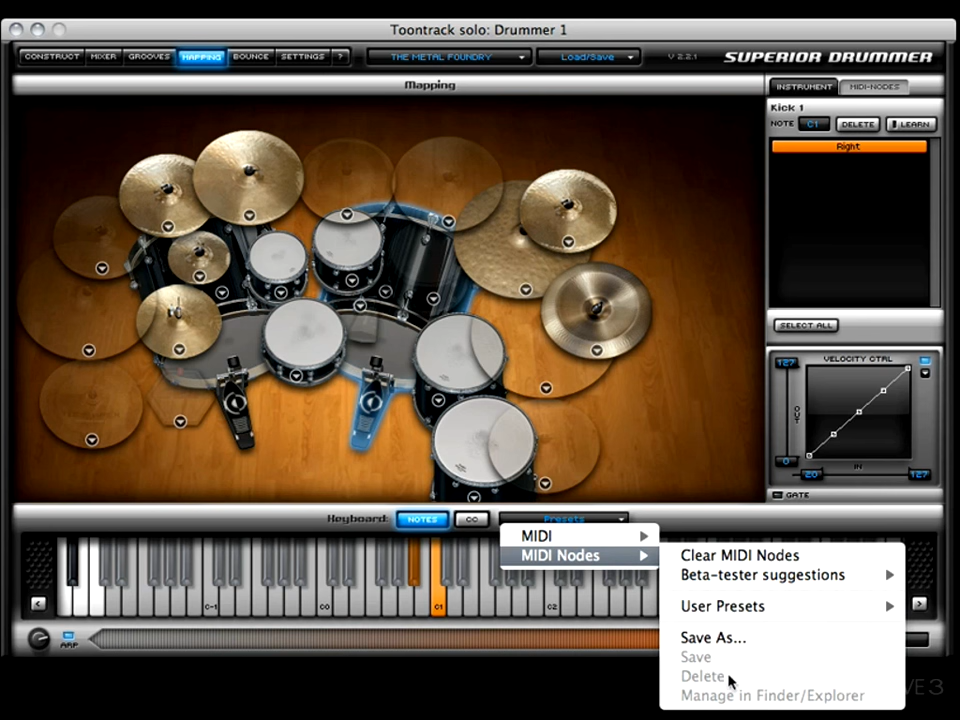 Toontrack solo: Drummer 1
CONSTRUCT MIXER GROOVES MAPPING BOUNCE SETTINGS ? THE METAL FOUNDRY Load/Save V 2.2.1 SUPERIOR DRUMMER
Mapping
INSTRUMENT MIDI-NODES
Kick 1
NOTE C1 DELETE LEARN
Right
SELECT ALL
VELOCITY CTRL
127
OUT
0
IN
20 127
GATE
Keyboard: NOTES CC Presets
MIDI
MIDI Nodes
Clear MIDI Nodes
Beta-tester suggestions
User Presets
Save As...
Save
Delete
Manage in Finder/Explorer
C-1 C0 C1 C2
ARP
VE 3